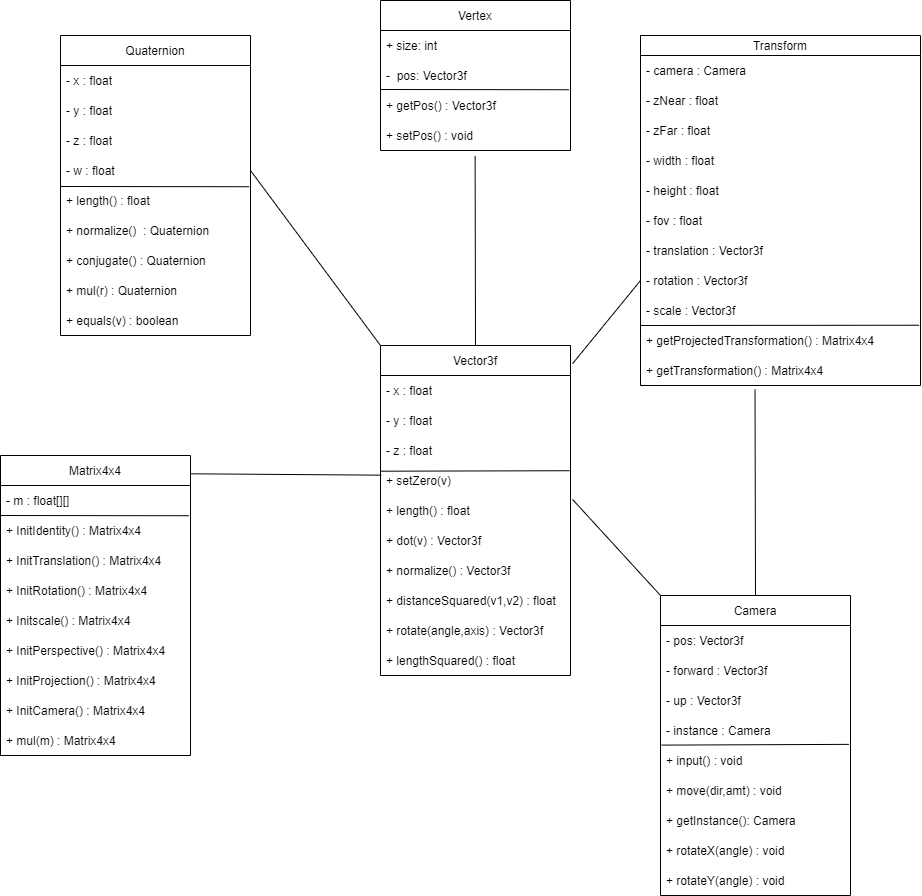 Vertex
+ size: int
- pos: Vector3f
+ getPos() : Vector3f
+ setPos() : void
Quaternion
- x : float
- y : float
- z : float
- w : float
+ length() : float
+ normalize() : Quaternion
+ conjugate() : Quaternion
+ mul(r) : Quaternion
+ equals(v) : boolean
Transform
- camera : Camera
- zNear : float
- zFar : float
- width : float
- height : float
- fov : float
- translation : Vector3f
- rotation : Vector3f
- scale : Vector3f
+ getProjectedTransformation() : Matrix4x4
+ getTransformation() : Matrix4x4
Vector3f
- x : float
- y : float
- z : float
+ setZero(v)
+ length() : float
+ dot(v) : Vector3f
+ normalize() : Vector3f
+ distanceSquared(v1,v2) : float
+ rotate(angle,axis) : Vector3f
+ lengthSquared() : float
Matrix4x4
- m : float[][]
+ InitIdentity() : Matrix4x4
+ InitTranslation() : Matrix4x4
+ InitRotation() : Matrix4x4
+ Initscale() : Matrix4x4
+ InitPerspective() : Matrix4x4
+ InitProjection() : Matrix4x4
+ InitCamera() : Matrix4x4
+ mul(m) : Matrix4x4
Camera
- pos: Vector3f
- forward : Vector3f
- up : Vector3f
- instance : Camera
+ input() : void
+ move(dir,amt) : void
+ getInstance(): Camera
+ rotateX(angle) : void
+ rotateY(angle) : void